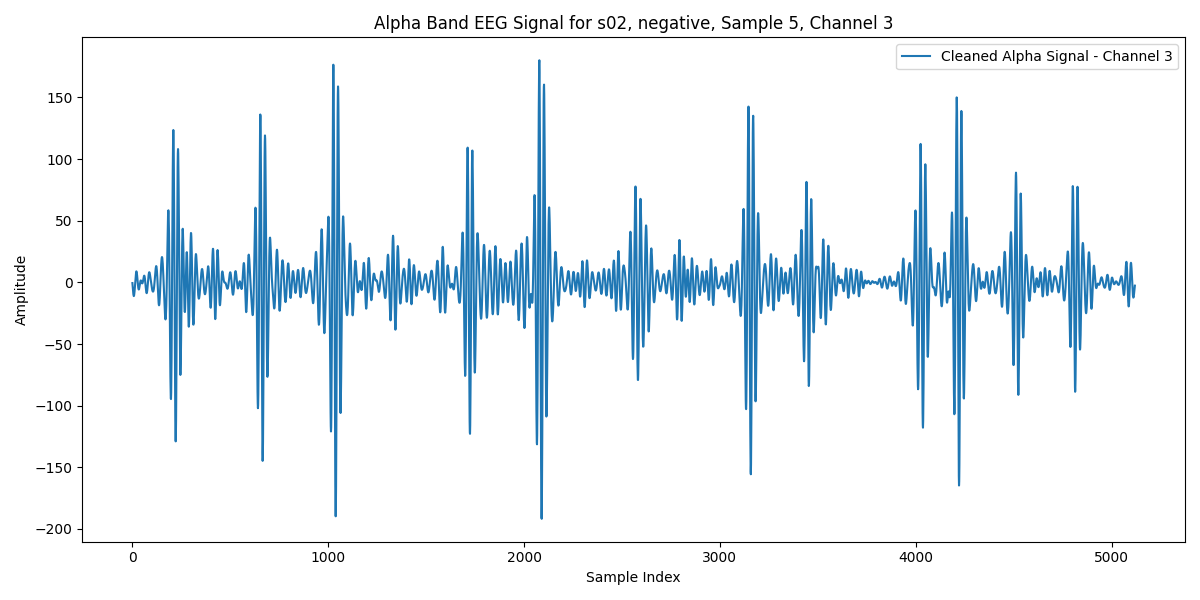 Alpha Band EEG Signal for s02, negative, Sample 5, Channel 3
Cleaned Alpha Signal - Channel 3
Amplitude
150
100
50
0
−50
−100
−150
−200
0 1000 2000 3000 4000 5000
Sample Index